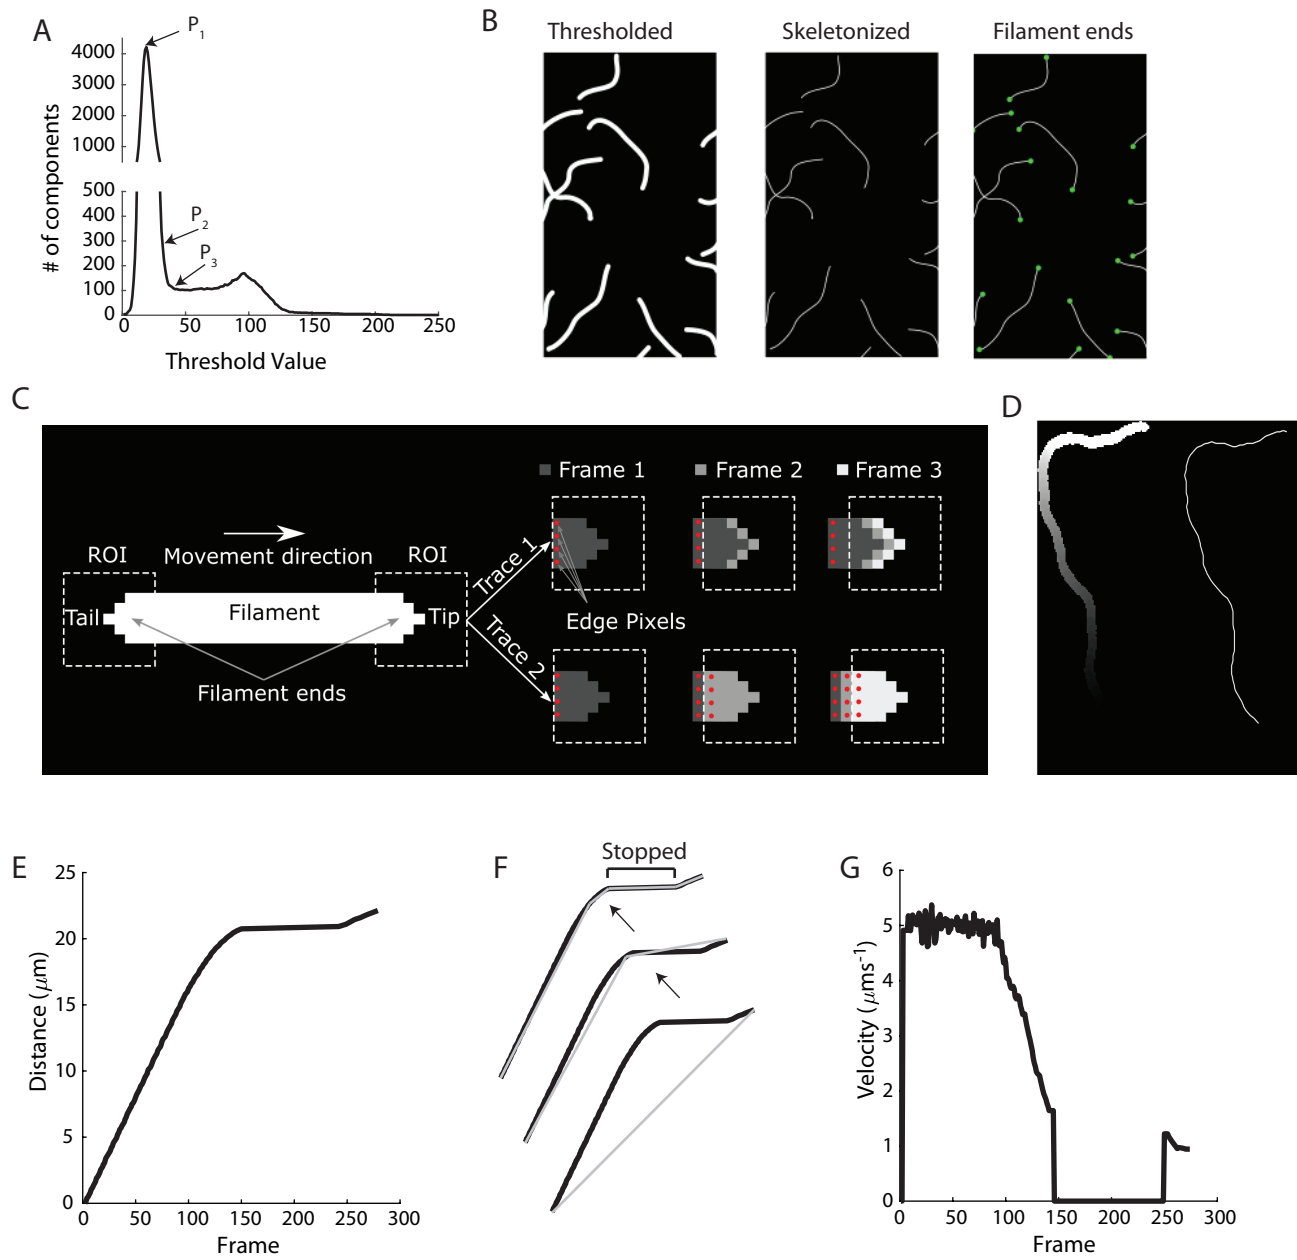 A
P1
4000
3000
2000
1000
500
400
300
200
100
0
P2
P3
# of components
0 50 100 150 200 250
Threshold Value
B
Thresholded Skeletonized Filament ends
C
Frame 1 Frame 2 Frame 3
ROI Movement direction ROI
Tail Filament Tip
Trace 1
Trace 2
Edge Pixels
Filament ends
D
E
25
20
15
10
5
0
Distance (μm)
0 50 100 150 200 250 300
Frame
F
Stopped
G
6
5
4
3
2
1
0
Velocity (μms-1)
0 50 100 150 200 250 300
Frame